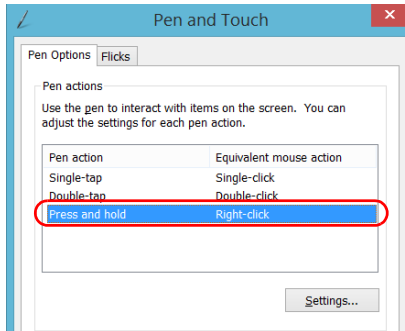 Pen and Touch
Pen Options Flicks
Pen actions
Use the pen to interact with items on the screen. You can
adjust the settings for each pen action.
Pen action Equivalent mouse action
Single-tap Single-click
Double-tap Double-click
Press and hold Right-click
Settings...